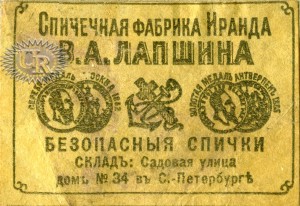 Спичечная фабрика Иранда
В. А. ЛАПШИНА
БЕЗОПАСНЫЯ СПИЧКИ
СКЛАДЪ: Садовая улица
домъ № 34 въ С.-Петербургѣ